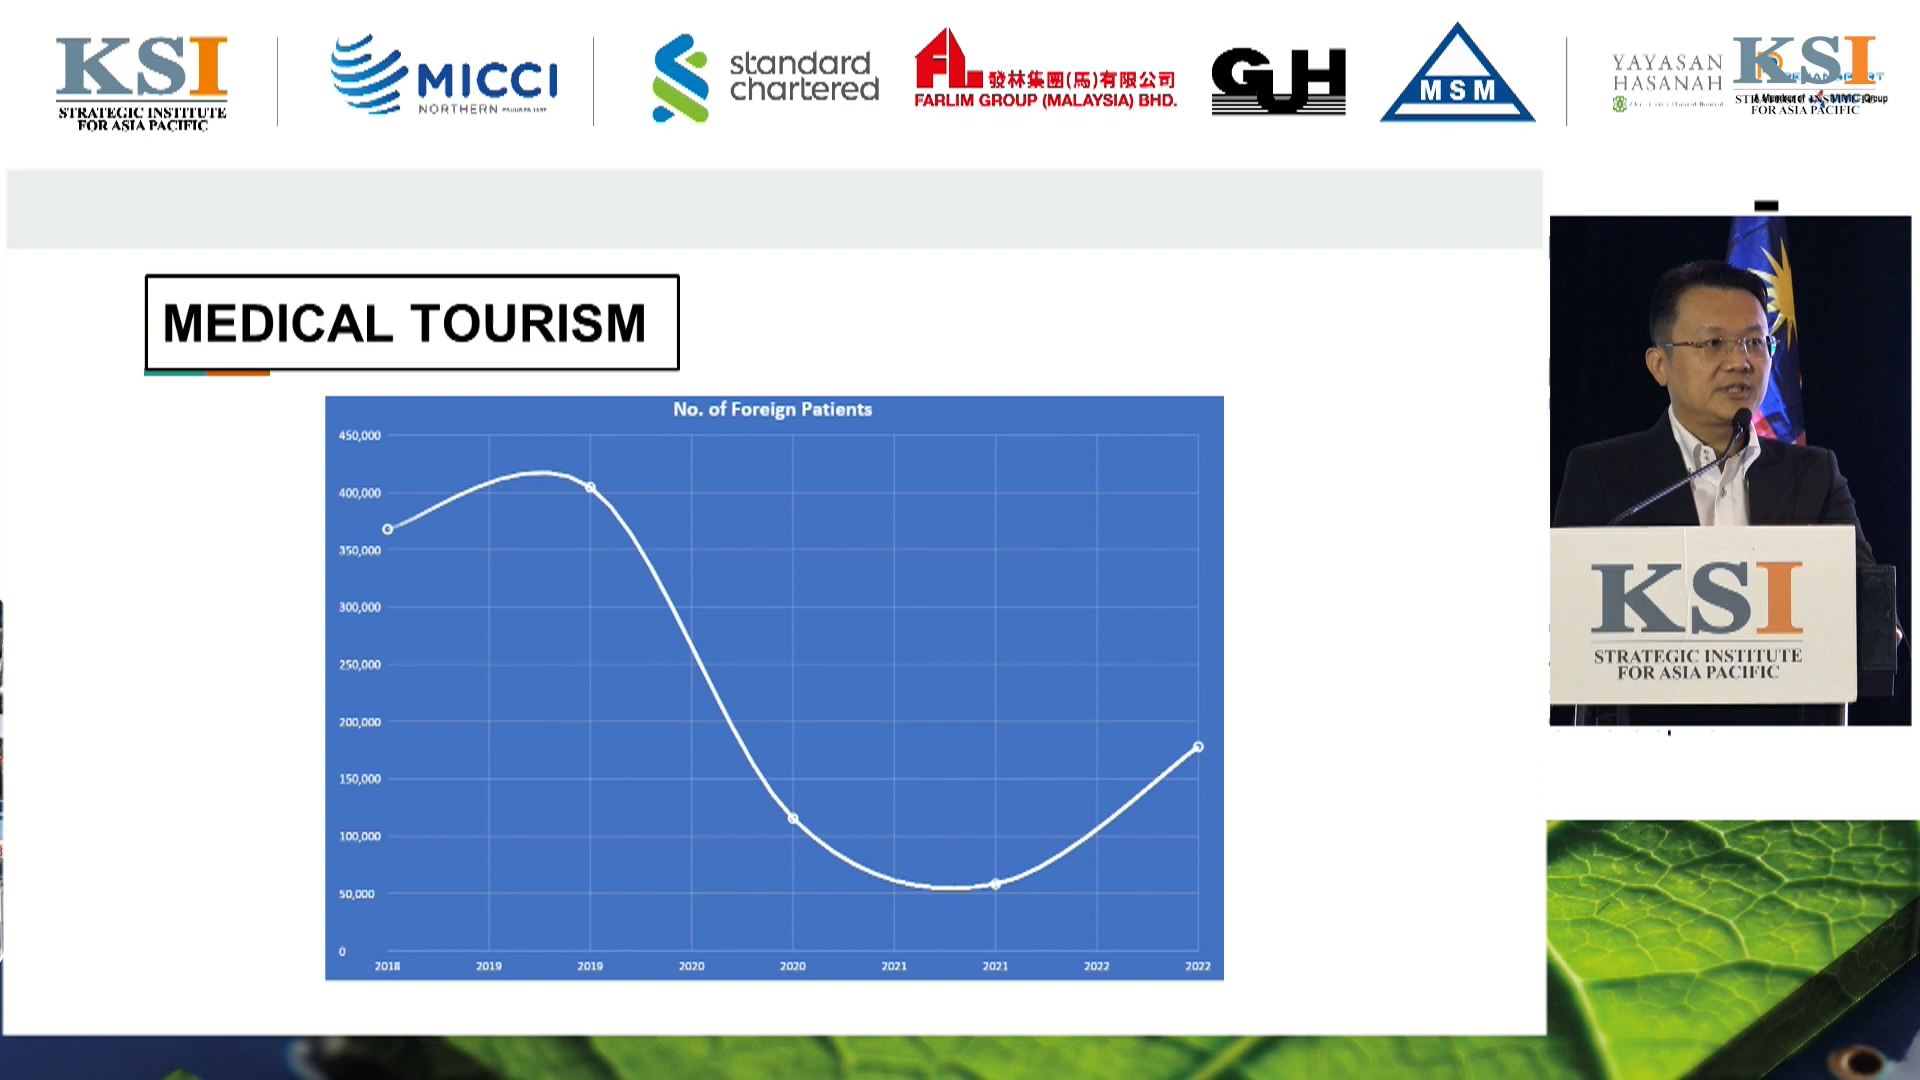 KSI
STRATEGIC INSTITUTE
FOR ASIA PACIFIC
MICCI
NORTHERN
standard
chartered
FL 發林集團(馬)有限公司
FARLIM GROUP (MALAYSIA) BHD.
GUH
MSM
YAYASAN
HASANAH
KSI
FOR ASIA PACIFIC
MEDICAL TOURISM
No. of Foreign Patients
450,000
400,000
350,000
300,000
250,000
200,000
150,000
100,000
50,000
0
2018 2019 2019 2020 2020 2021 2021 2022 2022
KSI
STRATEGIC INSTITUTE
FOR ASIA PACIFIC